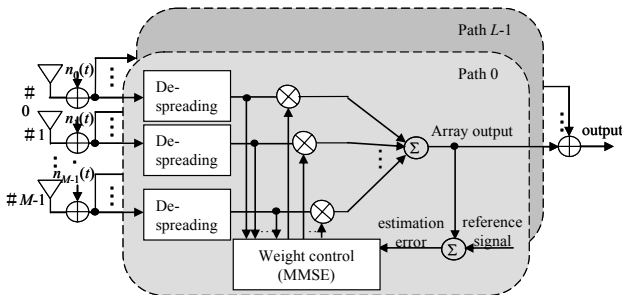 Path L-1
Path 0
n0(t)
#
0
De-
spreading
n1(t)
#1
De-
spreading
Σ
Array output
output
nM-1(t)
#M-1
De-
spreading
Weight control
(MMSE)
estimation
error
Σ
reference
signal